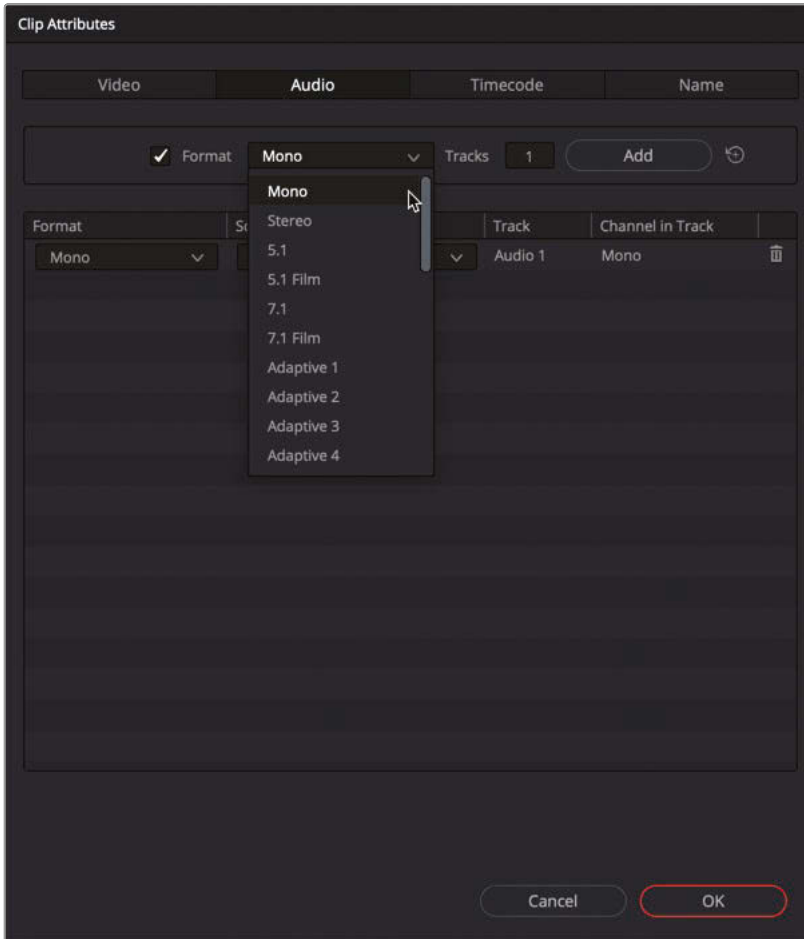 Clip Attributes
Video Audio Timecode Name
Format Mono Tracks 1 Add
Mono
Stereo
5.1
5.1 Film
7.1
7.1 Film
Adaptive 1
Adaptive 2
Adaptive 3
Adaptive 4
Format Track Channel in Track
Mono Audio 1 Mono
Cancel OK